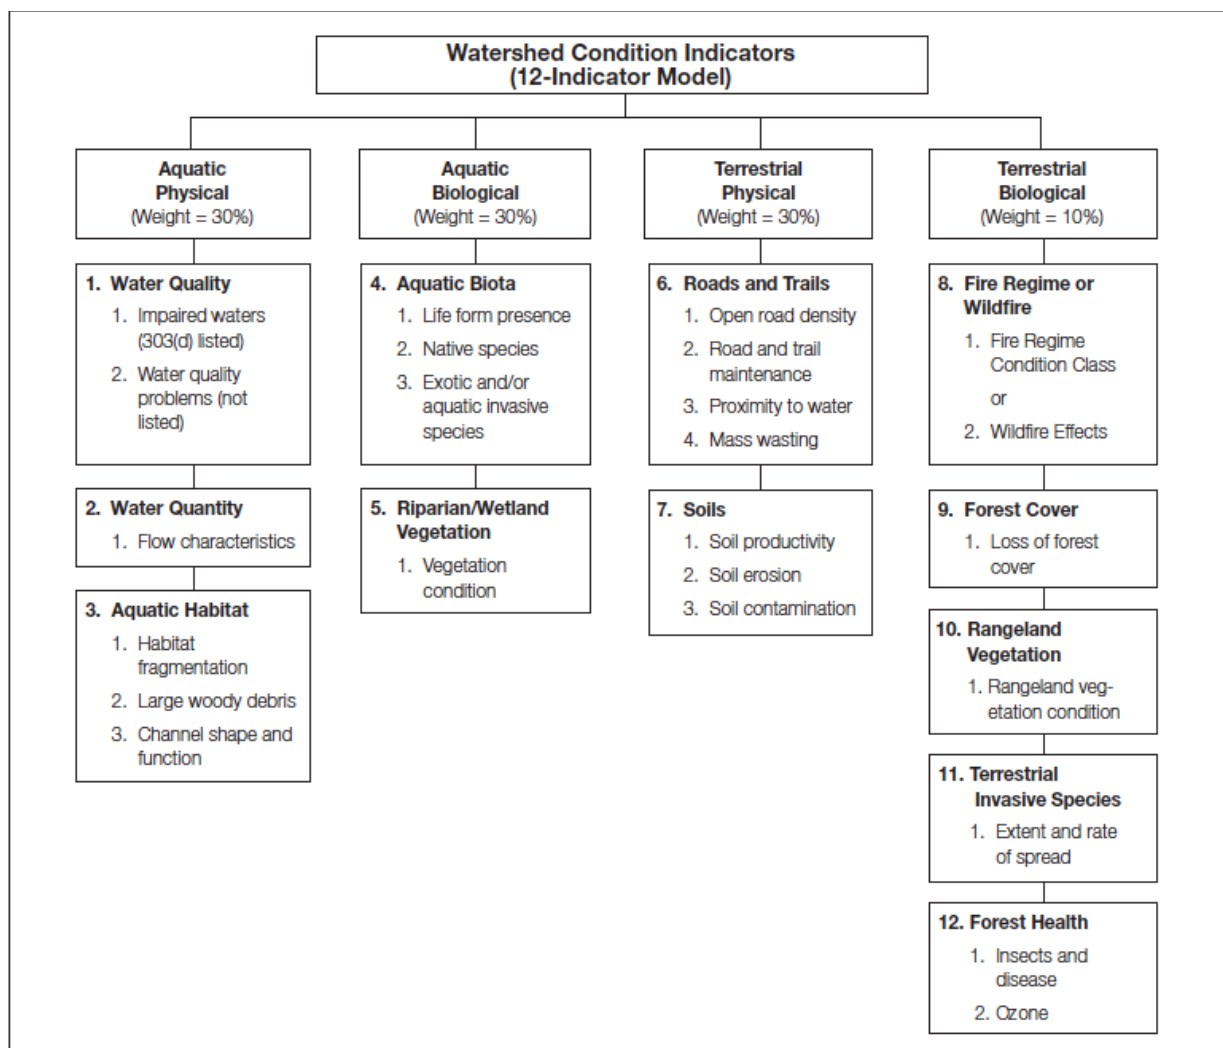 Watershed Condition Indicators
(12-Indicator Model)
Aquatic
Physical
(Weight = 30%)
1. Water Quality
1. Impaired waters
(303(d) listed)
2. Water quality
problems (not
listed)
2. Water Quantity
1. Flow characteristics
3. Aquatic Habitat
1. Habitat
fragmentation
2. Large woody debris
3. Channel shape and
function
Aquatic
Biological
(Weight = 30%)
4. Aquatic Biota
1. Life form presence
2. Native species
3. Exotic and/or
aquatic invasive
species
5. Riparian/Wetland
Vegetation
1. Vegetation
condition
Terrestrial
Physical
(Weight = 30%)
6. Roads and Trails
1. Open road density
2. Road and trail
maintenance
3. Proximity to water
4. Mass wasting
7. Soils
1. Soil productivity
2. Soil erosion
3. Soil contamination
Terrestrial
Biological
(Weight = 10%)
8. Fire Regime or
Wildfire
1. Fire Regime
Condition Class
or
2. Wildfire Effects
9. Forest Cover
1. Loss of forest
cover
10. Rangeland
Vegetation
1. Rangeland veg-
etation condition
11. Terrestrial
Invasive Species
1. Extent and rate
of spread
12. Forest Health
1. Insects and
disease
2. Ozone